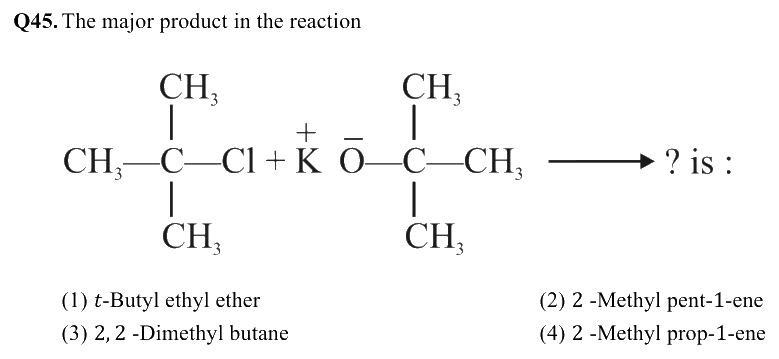 Q45. The major product in the reaction
CH₃ CH₃
CH₃—C—Cl + K⁺ O⁻—C—CH₃ ⟶ ? is :
CH₃ CH₃
(1) t-Butyl ethyl ether (2) 2 -Methyl pent-1-ene
(3) 2, 2 -Dimethyl butane (4) 2 -Methyl prop-1-ene